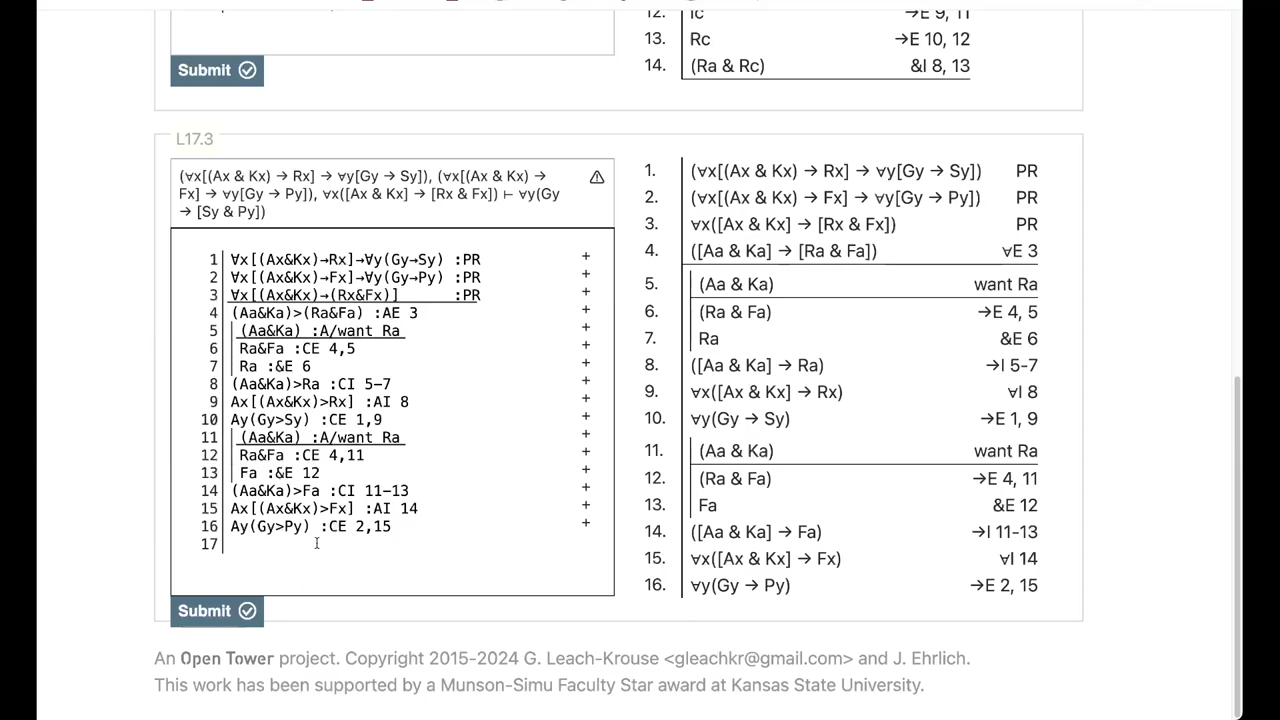 12. Ic →E 9, 11
13. Rc →E 10, 12
14. (Ra & Rc) &I 8, 13
Submit
L17.3
(∀x[(Ax & Kx) → Rx] → ∀y[Gy → Sy]), (∀x[(Ax & Kx) →
Fx] → ∀y[Gy → Py]), ∀x([Ax & Kx] → [Rx & Fx]) ⊢ ∀y(Gy
→ [Sy & Py])
1 ∀x[(Ax&Kx)→Rx]→∀y(Gy→Sy) :PR +
2 ∀x[(Ax&Kx)→Fx]→∀y(Gy→Py) :PR +
3 ∀x[(Ax&Kx)→(Rx&Fx)] :PR +
4 (Aa&Ka)>(Ra&Fa) :AE 3 +
5 (Aa&Ka) :A/want Ra +
6 Ra&Fa :CE 4,5 +
7 Ra :&E 6 +
8 (Aa&Ka)>Ra :CI 5-7 +
9 Ax[(Ax&Kx)>Rx] :AI 8 +
10 Ay(Gy>Sy) :CE 1,9 +
11 (Aa&Ka) :A/want Ra +
12 Ra&Fa :CE 4,11 +
13 Fa :&E 12 +
14 (Aa&Ka)>Fa :CI 11-13 +
15 Ax[(Ax&Kx)>Fx] :AI 14 +
16 Ay(Gy>Py) :CE 2,15 +
17
1. (∀x[(Ax & Kx) → Rx] → ∀y[Gy → Sy]) PR
2. (∀x[(Ax & Kx) → Fx] → ∀y[Gy → Py]) PR
3. ∀x([Ax & Kx] → [Rx & Fx]) PR
4. ([Aa & Ka] → [Ra & Fa]) ∀E 3
5. (Aa & Ka) want Ra
6. (Ra & Fa) →E 4, 5
7. Ra &E 6
8. ([Aa & Ka] → Ra) →I 5-7
9. ∀x([Ax & Kx] → Rx) ∀I 8
10. ∀y(Gy → Sy) →E 1, 9
11. (Aa & Ka) want Ra
12. (Ra & Fa) →E 4, 11
13. Fa &E 12
14. ([Aa & Ka] → Fa) →I 11-13
15. ∀x([Ax & Kx] → Fx) ∀I 14
16. ∀y(Gy → Py) →E 2, 15
Submit
An Open Tower project. Copyright 2015-2024 G. Leach-Krouse <gleachkr@gmail.com> and J. Ehrlich.
This work has been supported by a Munson-Simu Faculty Star award at Kansas State University.